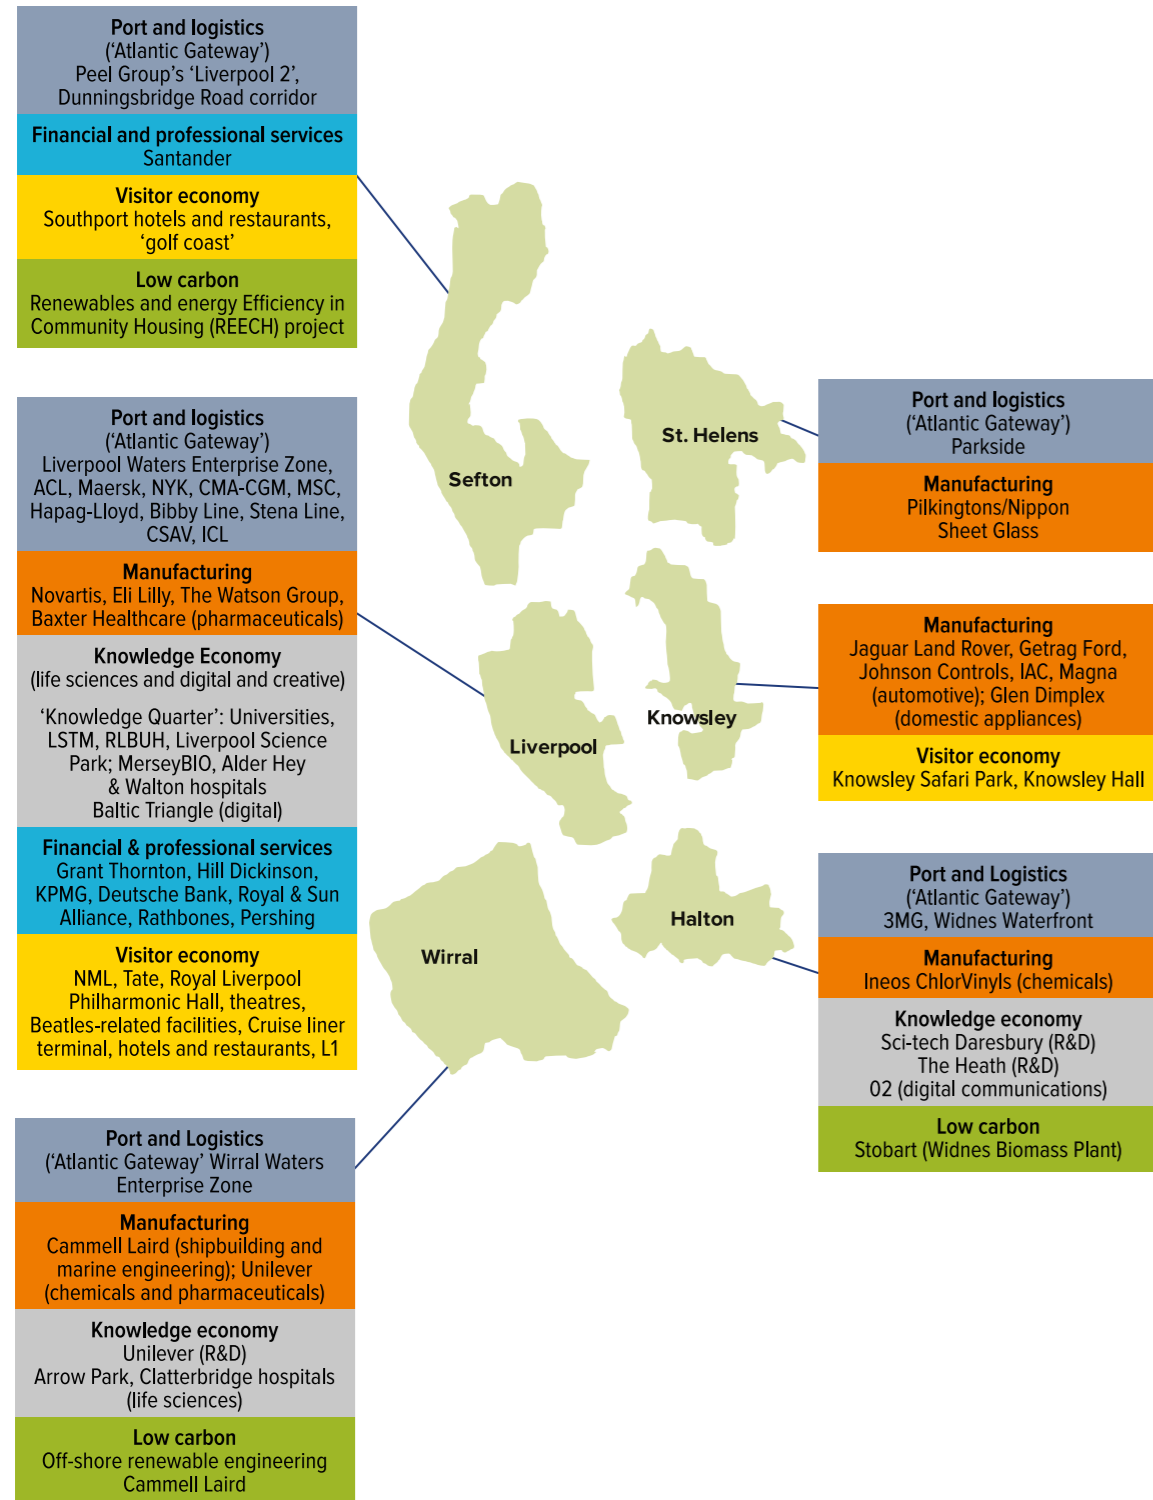 Port and logistics
(‘Atlantic Gateway’)
Peel Group’s ‘Liverpool 2’,
Dunningsbridge Road corridor
Financial and professional services
Santander
Visitor economy
Southport hotels and restaurants,
‘golf coast’
Low carbon
Renewables and energy Efficiency in
Community Housing (REECH) project
Port and logistics
(‘Atlantic Gateway’)
Liverpool Waters Enterprise Zone,
ACL, Maersk, NYK, CMA-CGM, MSC,
Hapag-Lloyd, Bibby Line, Stena Line,
CSAV, ICL
Manufacturing
Novartis, Eli Lilly, The Watson Group,
Baxter Healthcare (pharmaceuticals)
Knowledge Economy
(life sciences and digital and creative)
‘Knowledge Quarter’: Universities,
LSTM, RLBUH, Liverpool Science
Park; MerseyBIO, Alder Hey
& Walton hospitals
Baltic Triangle (digital)
Financial & professional services
Grant Thornton, Hill Dickinson,
KPMG, Deutsche Bank, Royal & Sun
Alliance, Rathbones, Pershing
Visitor economy
NML, Tate, Royal Liverpool
Philharmonic Hall, theatres,
Beatles-related facilities, Cruise liner
terminal, hotels and restaurants, L1
Port and Logistics
(‘Atlantic Gateway’ Wirral Waters
Enterprise Zone
Manufacturing
Cammell Laird (shipbuilding and
marine engineering); Unilever
(chemicals and pharmaceuticals)
Knowledge economy
Unilever (R&D)
Arrow Park, Clatterbridge hospitals
(life sciences)
Low carbon
Off-shore renewable engineering
Cammell Laird
Sefton
St. Helens
Knowsley
Liverpool
Halton
Wirral
Port and logistics
(‘Atlantic Gateway’)
Parkside
Manufacturing
Pilkingtons/Nippon
Sheet Glass
Manufacturing
Jaguar Land Rover, Getrag Ford,
Johnson Controls, IAC, Magna
(automotive); Glen Dimplex
(domestic appliances)
Visitor economy
Knowsley Safari Park, Knowsley Hall
Port and Logistics
(‘Atlantic Gateway’)
3MG, Widnes Waterfront
Manufacturing
Ineos ChlorVinyls (chemicals)
Knowledge economy
Sci-tech Daresbury (R&D)
The Heath (R&D)
02 (digital communications)
Low carbon
Stobart (Widnes Biomass Plant)